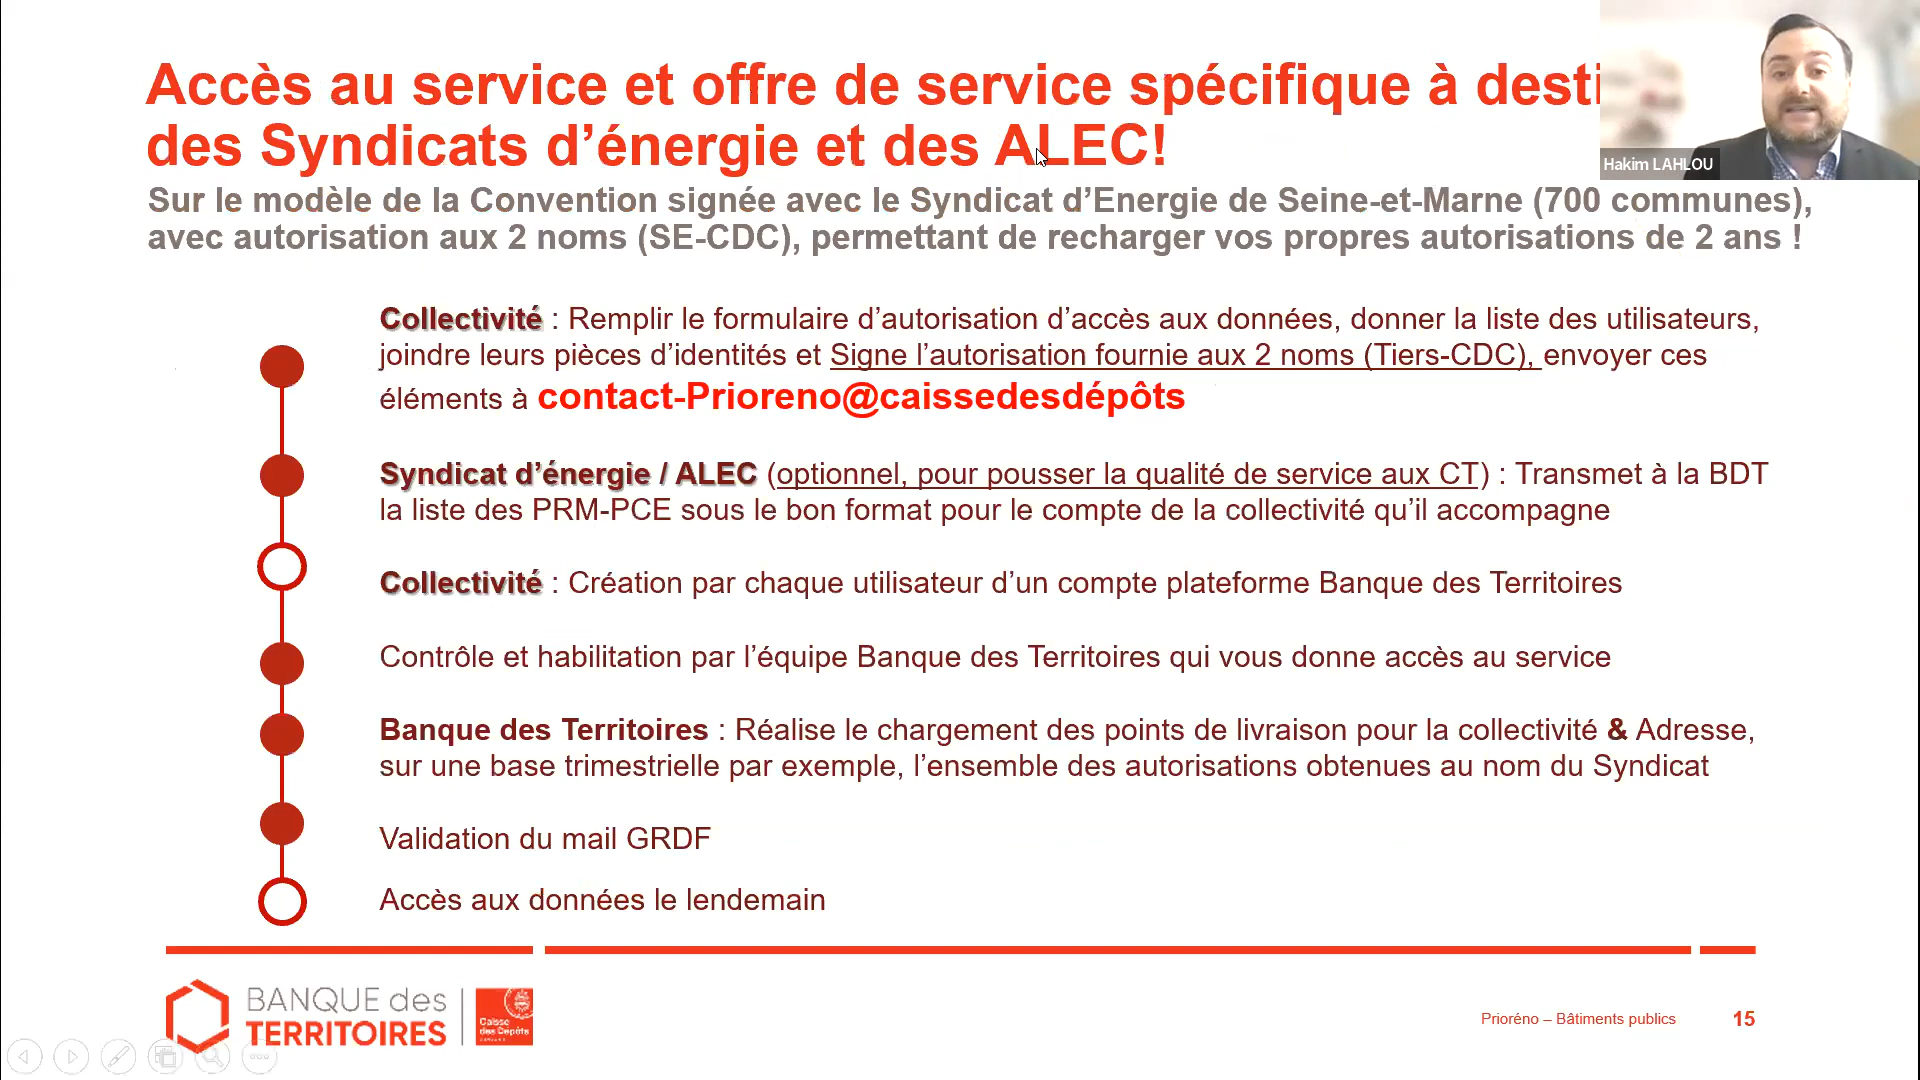 Accès au service et offre de service spécifique à desti
des Syndicats d’énergie et des ALEC!
Hakim LAHLOU
Sur le modèle de la Convention signée avec le Syndicat d’Energie de Seine-et-Marne (700 communes),
avec autorisation aux 2 noms (SE-CDC), permettant de recharger vos propres autorisations de 2 ans !
Collectivité : Remplir le formulaire d’autorisation d’accès aux données, donner la liste des utilisateurs,
joindre leurs pièces d’identités et Signe l’autorisation fournie aux 2 noms (Tiers-CDC), envoyer ces
éléments à contact-Prioreno@caissedesdépôts
Syndicat d’énergie / ALEC (optionnel, pour pousser la qualité de service aux CT) : Transmet à la BDT
la liste des PRM-PCE sous le bon format pour le compte de la collectivité qu’il accompagne
Collectivité : Création par chaque utilisateur d’un compte plateforme Banque des Territoires
Contrôle et habilitation par l’équipe Banque des Territoires qui vous donne accès au service
Banque des Territoires : Réalise le chargement des points de livraison pour la collectivité & Adresse,
sur une base trimestrielle par exemple, l’ensemble des autorisations obtenues au nom du Syndicat
Validation du mail GRDF
Accès aux données le lendemain
BANQUE des
TERRITOIRES
Caisse
des Dépôts
Prioréno – Bâtiments publics
15